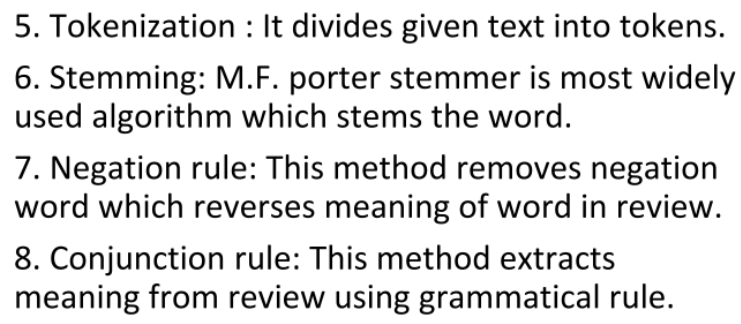 5. Tokenization : It divides given text into tokens.
6. Stemming: M.F. porter stemmer is most widely
used algorithm which stems the word.
7. Negation rule: This method removes negation
word which reverses meaning of word in review.
8. Conjunction rule: This method extracts
meaning from review using grammatical rule.